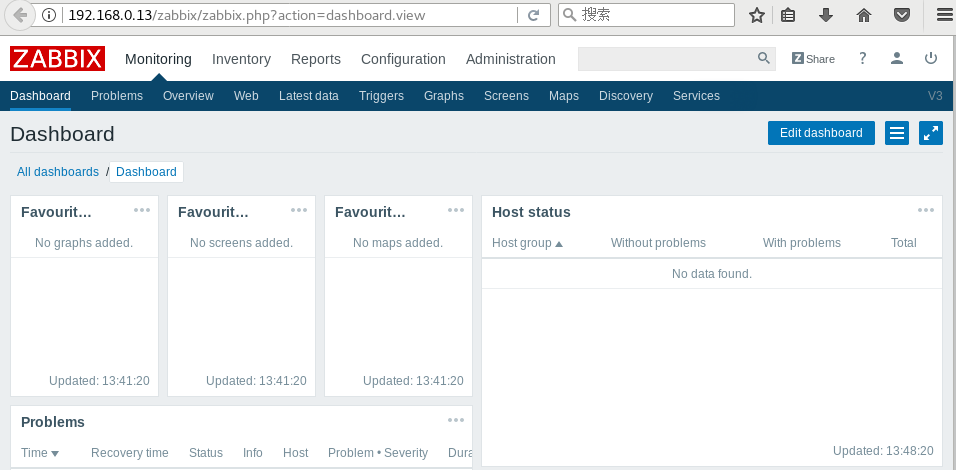 192.168.0.13/zabbix/zabbix.php?action=dashboard.view 搜索
ZABBIX Monitoring Inventory Reports Configuration Administration Z Share ?
Dashboard Problems Overview Web Latest data Triggers Graphs Screens Maps Discovery Services V3
Dashboard Edit dashboard
All dashboards / Dashboard
Favourit... Favourit... Favourit... Host status
No graphs added. No screens added. No maps added. Host group Without problems With problems Total
No data found.
Updated: 13:41:20 Updated: 13:41:20 Updated: 13:41:20
Problems
Updated: 13:48:20
Time Recovery time Status Info Host Problem • Severity Dura